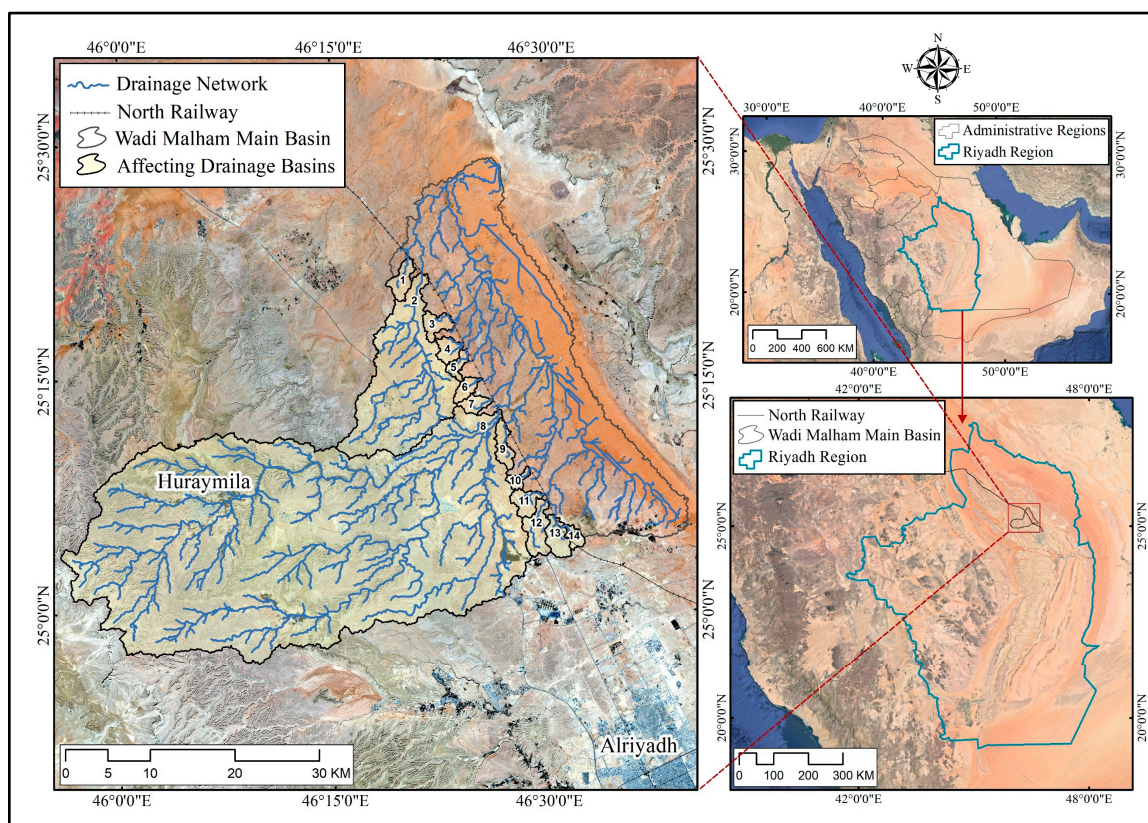 46°0'0"E
46°15'0"E
46°30'0"E
25°30'0"N
25°15'0"N
25°0'0"N
Drainage Network
North Railway
Wadi Malham Main Basin
Affecting Drainage Basins
1
2
3
4
5
6
7
8
9
10
11
12
13
14
Huraymila
Alriyadh
0 5 10 20 30 KM
25°30'0"N
25°15'0"N
25°0'0"N
46°0'0"E
46°15'0"E
46°30'0"E
N
W E
S
30°0'0"E
40°0'0"E
50°0'0"E
30°0'0"N
20°0'0"N
Administrative Regions
Riyadh Region
0 200 400 600 KM
30°0'0"N
20°0'0"N
40°0'0"E
50°0'0"E
42°0'0"E
48°0'0"E
North Railway
Wadi Malham Main Basin
Riyadh Region
25°0'0"N
20°0'0"N
25°0'0"N
20°0'0"N
0 100 200 300 KM
42°0'0"E
48°0'0"E